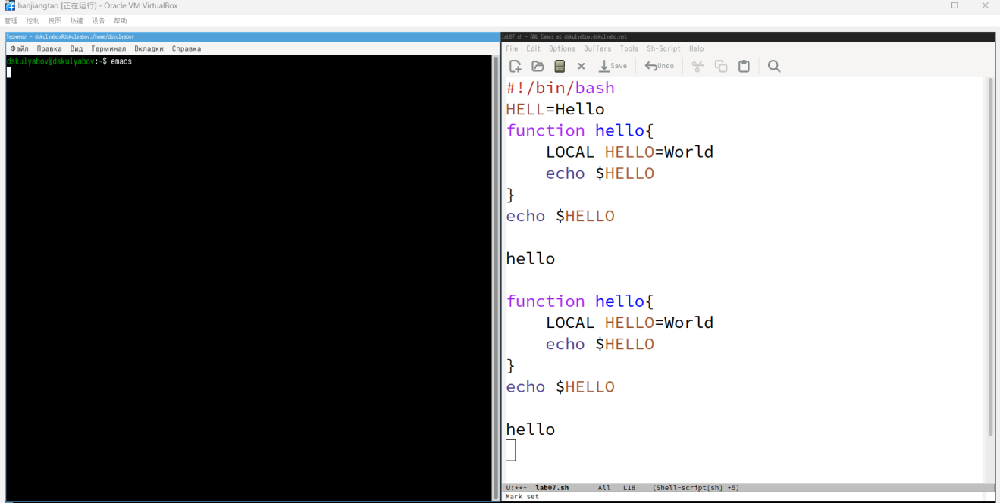 hanjiangtao [正在运行] - Oracle VM VirtualBox
管理 控制 视图 热键 设备 帮助
Терминал - dskulyabov@dskulyabov:/home/dskulyabov
Файл Правка Вид Терминал Вкладки Справка
dskulyabov@dskulyabov:~$ emacs
lab07.sh - GNU Emacs at dskulyabov.dskulyabo.net
File Edit Options Buffers Tools Sh-Script Help
Save Undo
#!/bin/bash
HELL=Hello
function hello{
LOCAL HELLO=World
echo $HELLO
}
echo $HELLO
hello
function hello{
LOCAL HELLO=World
echo $HELLO
}
echo $HELLO
hello
U:**- lab07.sh All L18 (Shell-script[sh] +5)
Mark set